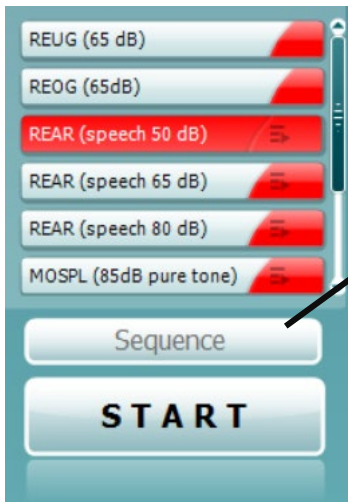 REUG (65 dB)
REOG (65dB)
REAR (speech 50 dB)
REAR (speech 65 dB)
REAR (speech 80 dB)
MOSPL (85dB pure tone)
Sequence
START